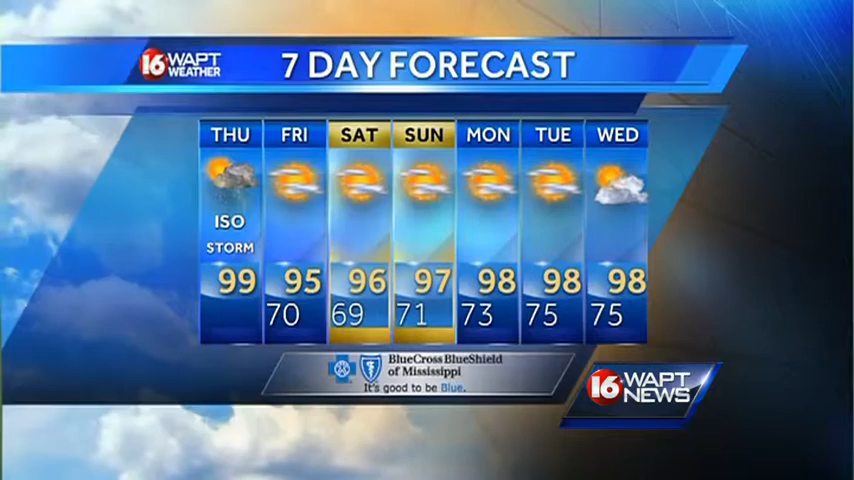 16 WAPT WEATHER
7 DAY FORECAST
THU FRI SAT SUN MON TUE WED
ISO
STORM
99 95 96 97 98 98 98
70 69 71 73 75 75
BlueCross BlueShield
of Mississippi
It's good to be Blue.
16 WAPT
NEWS